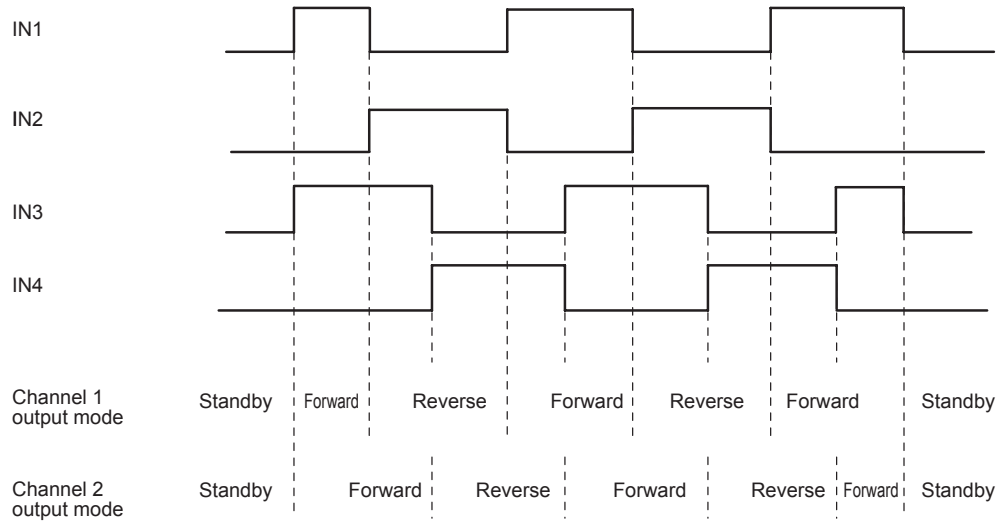 IN1
IN2
IN3
IN4
Channel 1
output mode
Standby Forward Reverse Forward Reverse Forward Standby
Channel 2
output mode
Standby Forward Reverse Forward Reverse Forward Standby